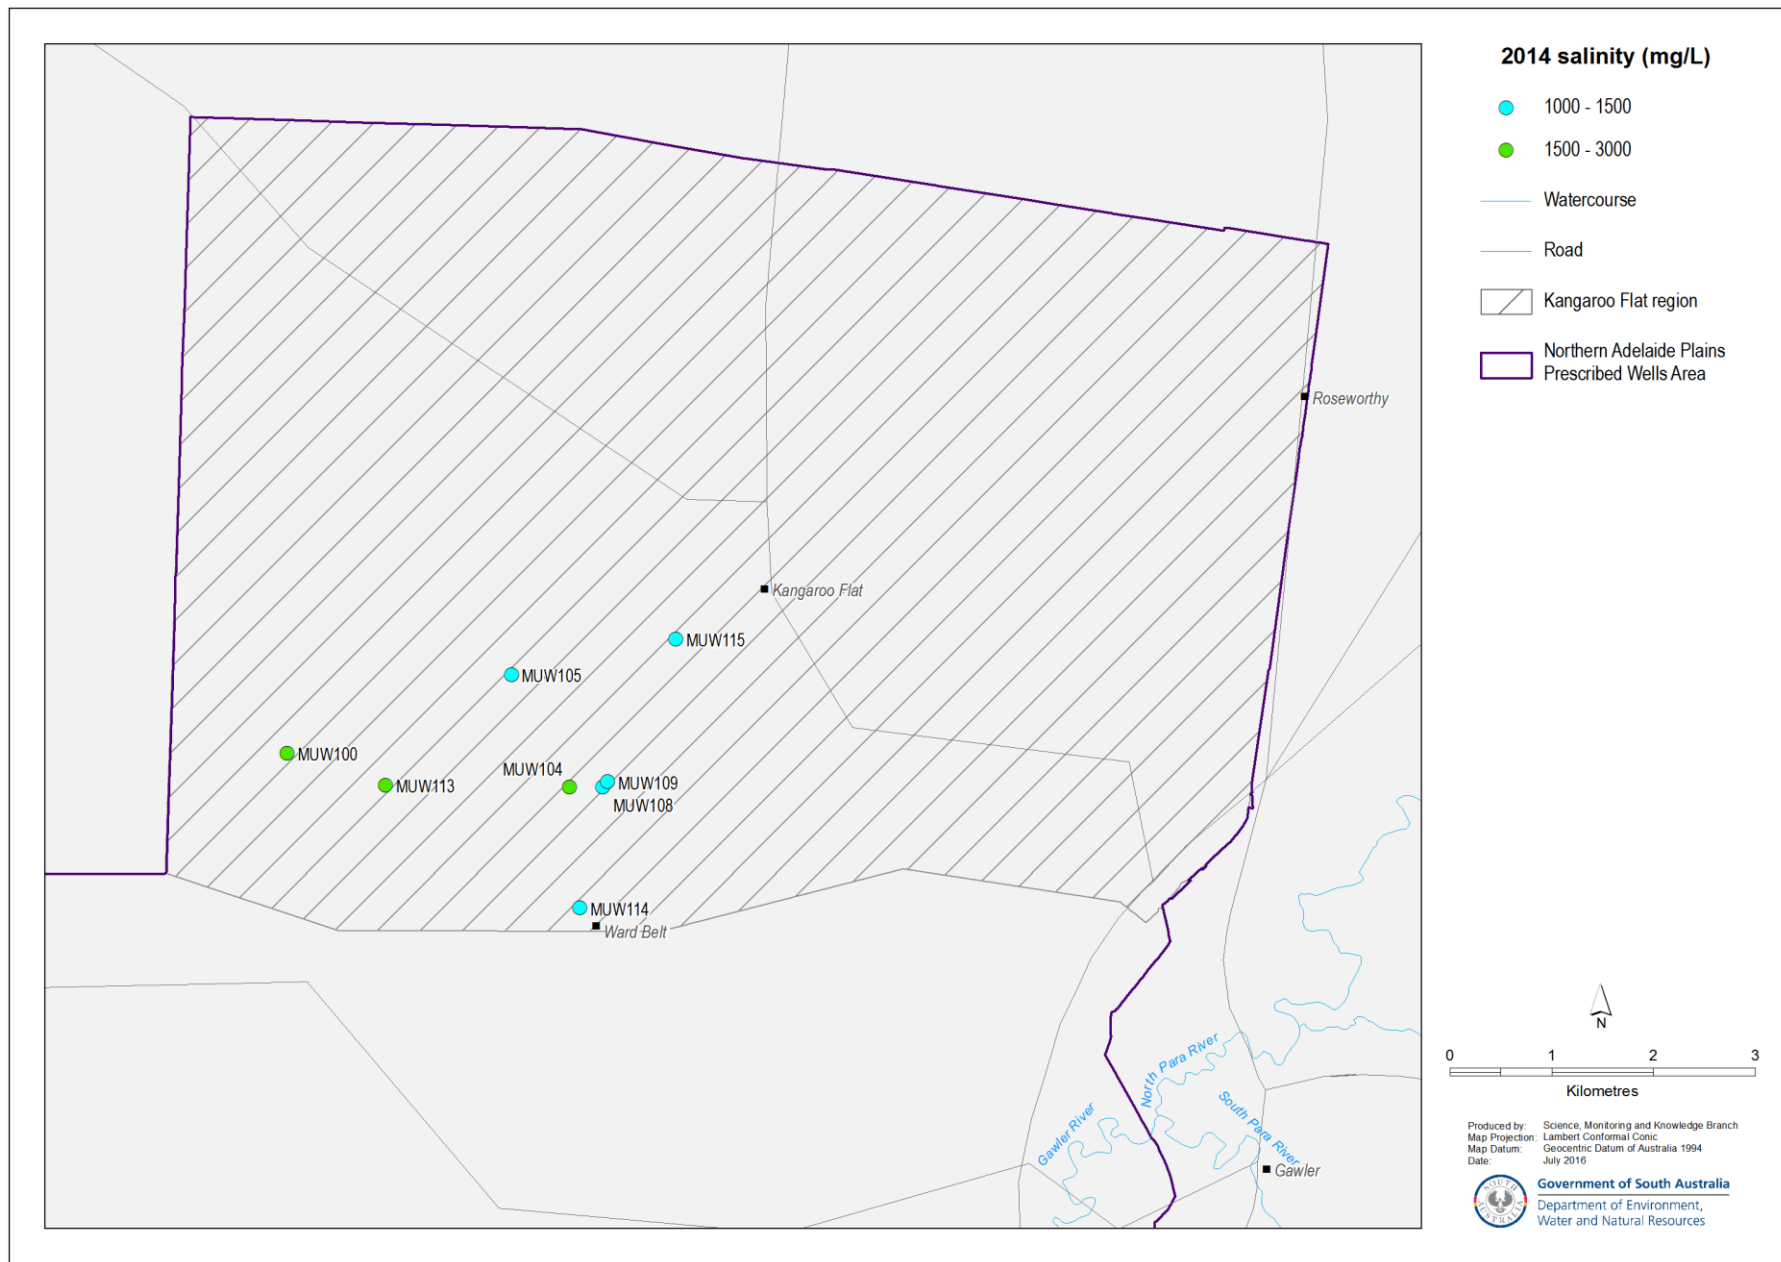 2014 salinity (mg/L)
1000 - 1500
1500 - 3000
Watercourse
Road
Kangaroo Flat region
Northern Adelaide Plains
Prescribed Wells Area
Roseworthy
Kangaroo Flat
MUW115
MUW105
MUW100
MUW113
MUW104
MUW109
MUW108
MUW114
Ward Belt
North Para River
South Para River
Gawler River
Gawler
N
0 1 2 3
Kilometres
Produced by: Science, Monitoring and Knowledge Branch
Map Projection: Lambert Conformal Conic
Map Datum: Geocentric Datum of Australia 1994
Date: July 2016
SOUTH AUSTRALIA
Government of South Australia
Department of Environment,
Water and Natural Resources